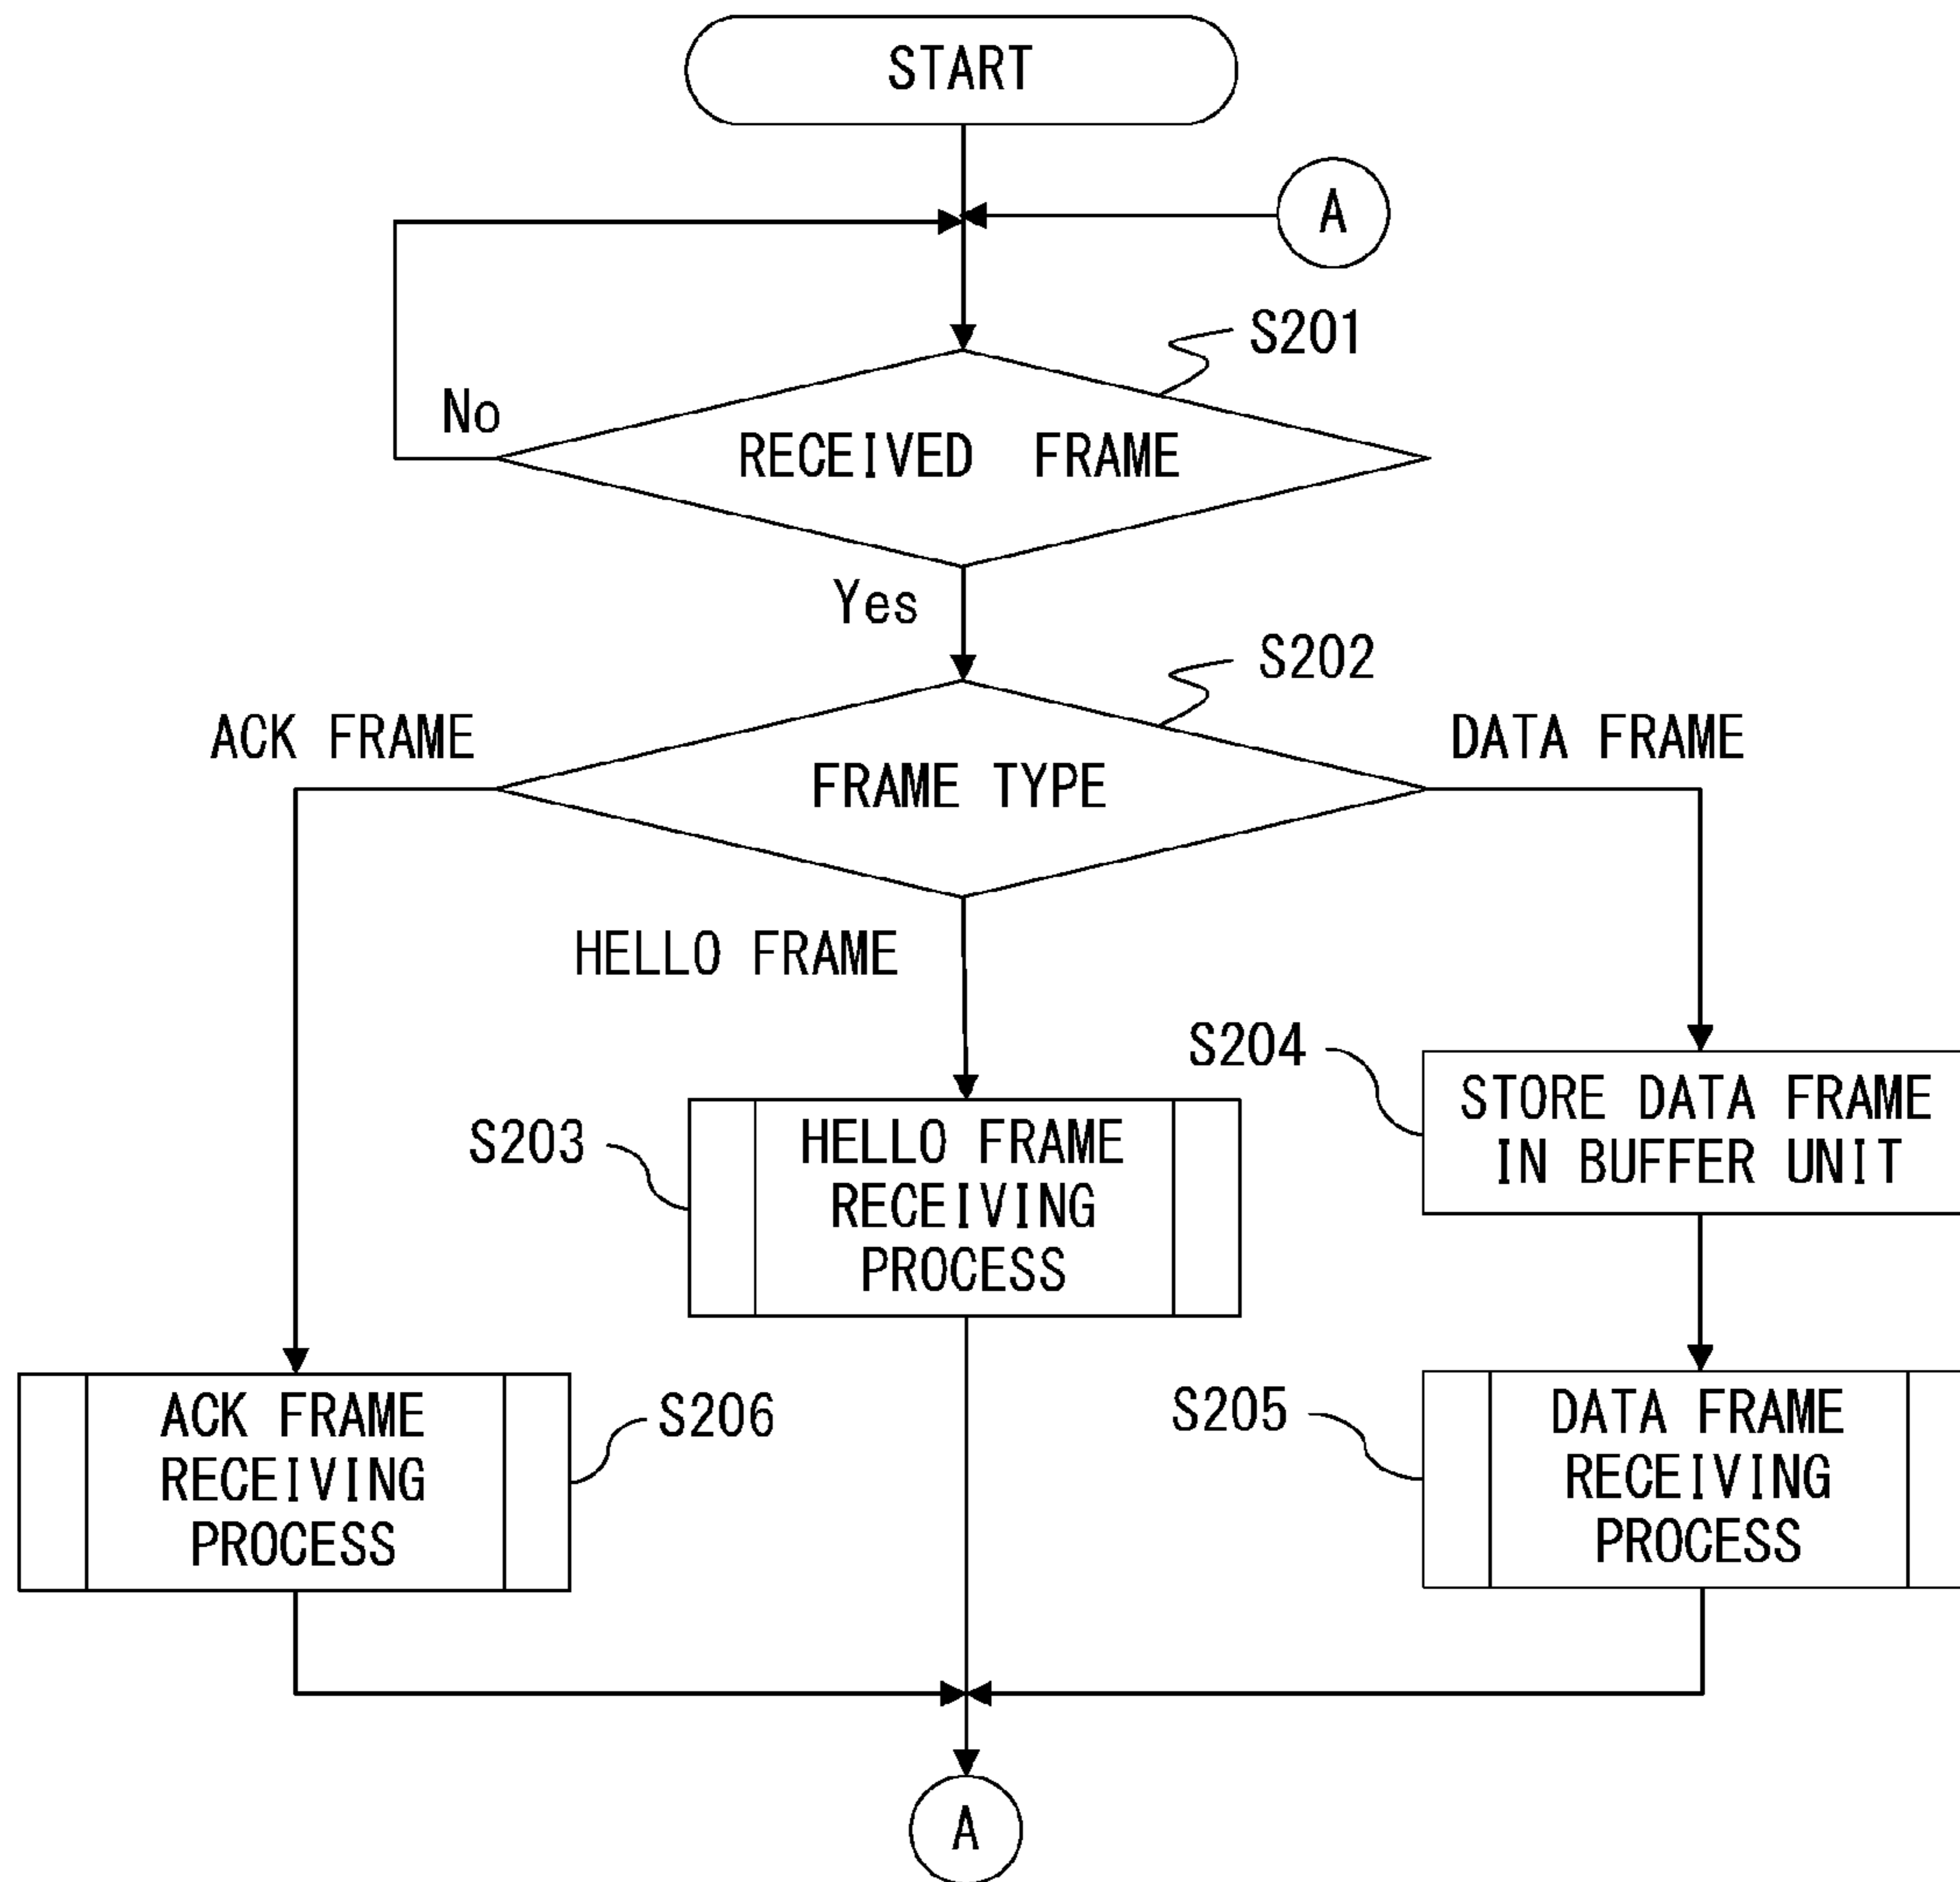 START
A
S201
No
RECEIVED FRAME
Yes
S202
ACK FRAME
DATA FRAME
FRAME TYPE
HELLO FRAME
S204
STORE DATA FRAME
IN BUFFER UNIT
S203
HELLO FRAME
RECEIVING
PROCESS
ACK FRAME
RECEIVING
PROCESS
S206
S205
DATA FRAME
RECEIVING
PROCESS
A